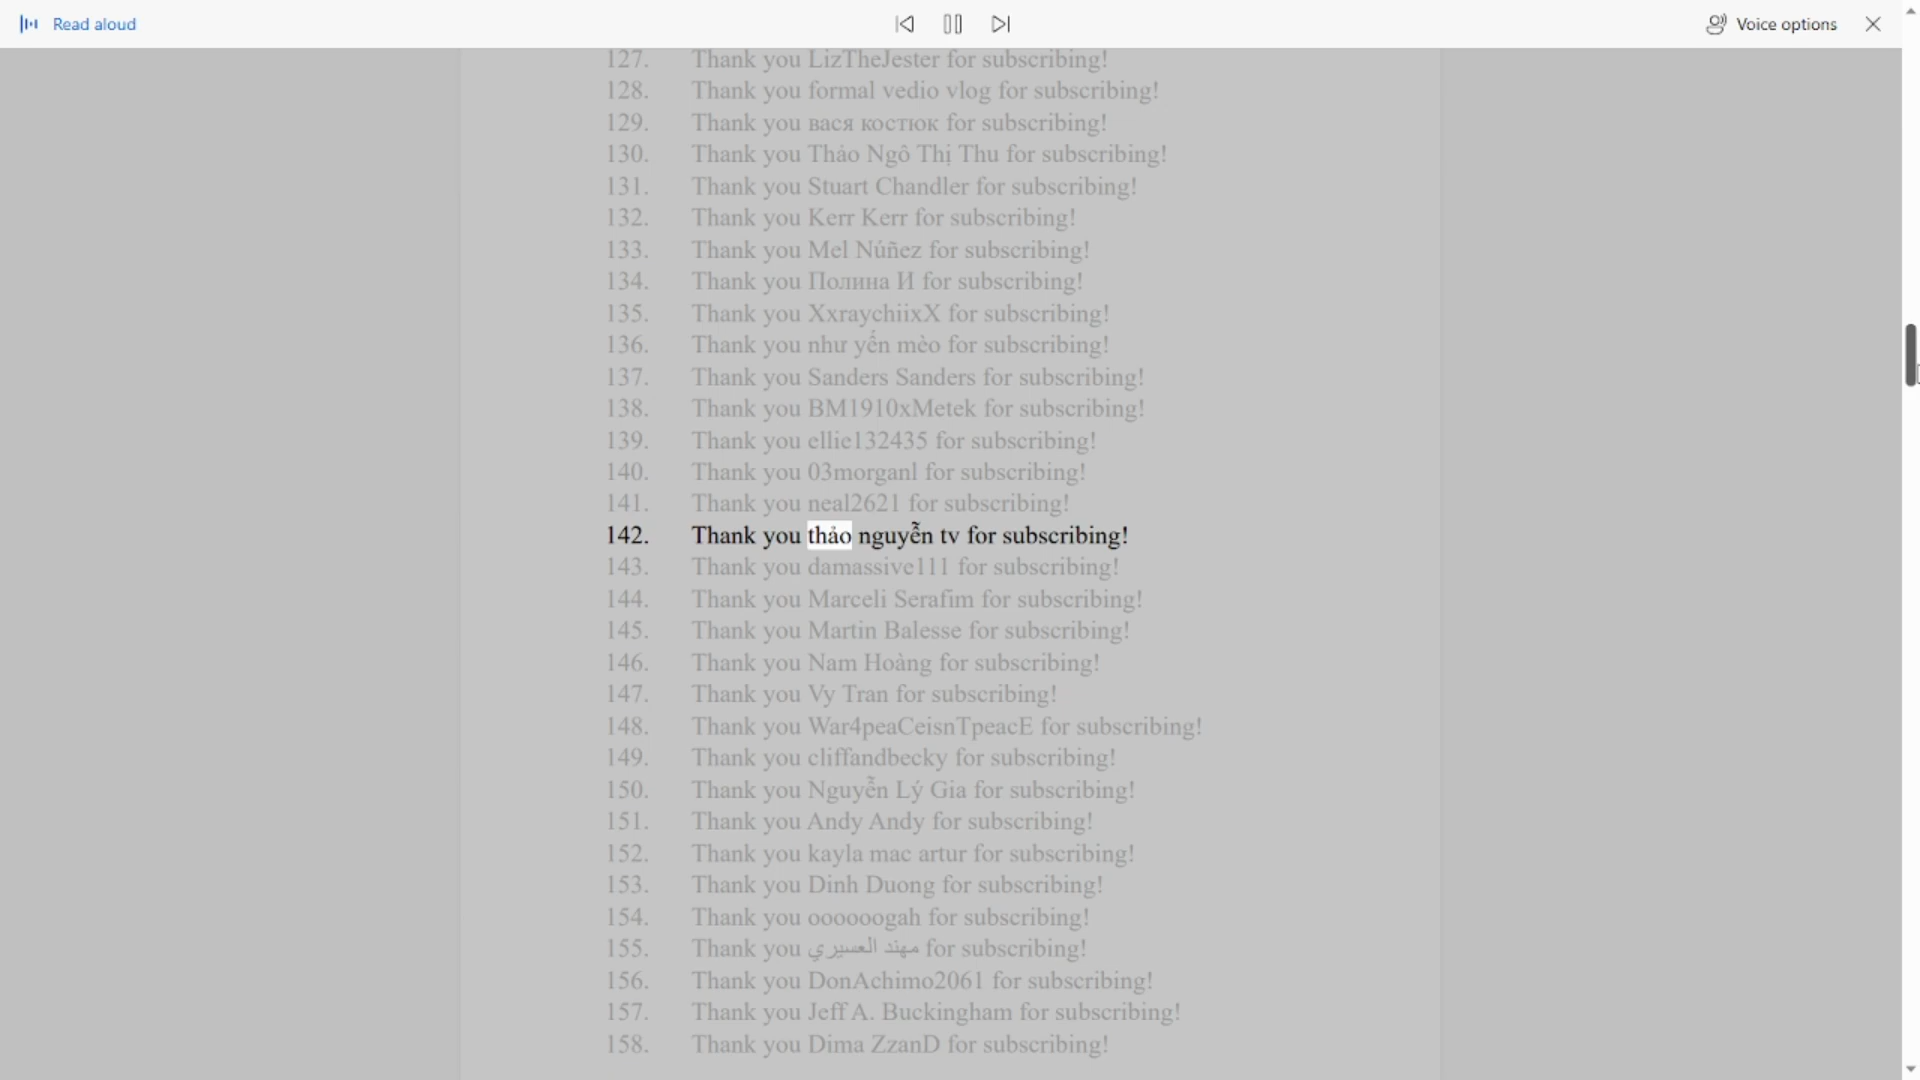 Read aloud
Voice options
127. Thank you LizTheJester for subscribing!
128. Thank you formal vedio vlog for subscribing!
129. Thank you вася костюк for subscribing!
130. Thank you Thảo Ngô Thị Thu for subscribing!
131. Thank you Stuart Chandler for subscribing!
132. Thank you Kerr Kerr for subscribing!
133. Thank you Mel Núñez for subscribing!
134. Thank you Полина И for subscribing!
135. Thank you XxraychiixX for subscribing!
136. Thank you như yến mèo for subscribing!
137. Thank you Sanders Sanders for subscribing!
138. Thank you BM1910xMetek for subscribing!
139. Thank you ellie132435 for subscribing!
140. Thank you 03morganl for subscribing!
141. Thank you neal2621 for subscribing!
142. Thank you thảo nguyễn tv for subscribing!
143. Thank you damassive111 for subscribing!
144. Thank you Marceli Serafim for subscribing!
145. Thank you Martin Balesse for subscribing!
146. Thank you Nam Hoàng for subscribing!
147. Thank you Vy Tran for subscribing!
148. Thank you War4peaCeisnTpeacE for subscribing!
149. Thank you cliffandbecky for subscribing!
150. Thank you Nguyễn Lý Gia for subscribing!
151. Thank you Andy Andy for subscribing!
152. Thank you kayla mac artur for subscribing!
153. Thank you Dinh Duong for subscribing!
154. Thank you oooooogah for subscribing!
155. Thank you مهند العسيري for subscribing!
156. Thank you DonAchimo2061 for subscribing!
157. Thank you Jeff A. Buckingham for subscribing!
158. Thank you Dima ZzanD for subscribing!